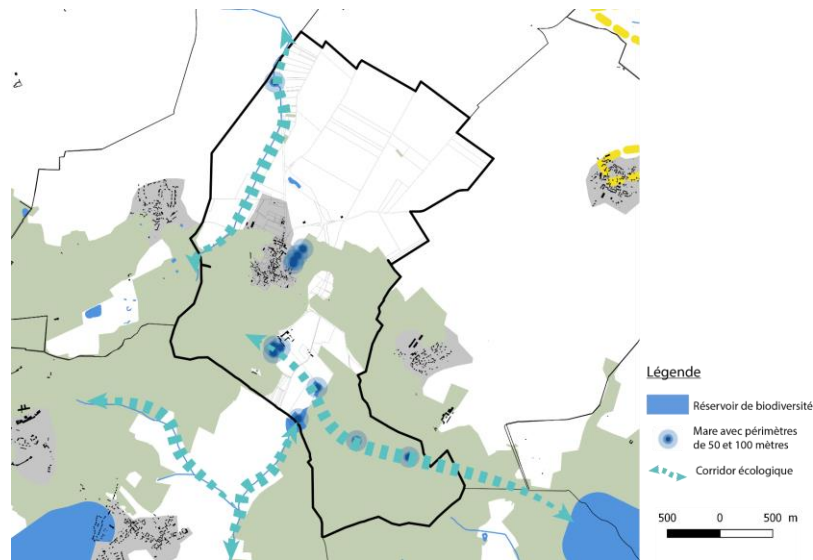 Légende
Réservoir de biodiversité
Mare avec périmètres
de 50 et 100 mètres
Corridor écologique
500 0 500 m